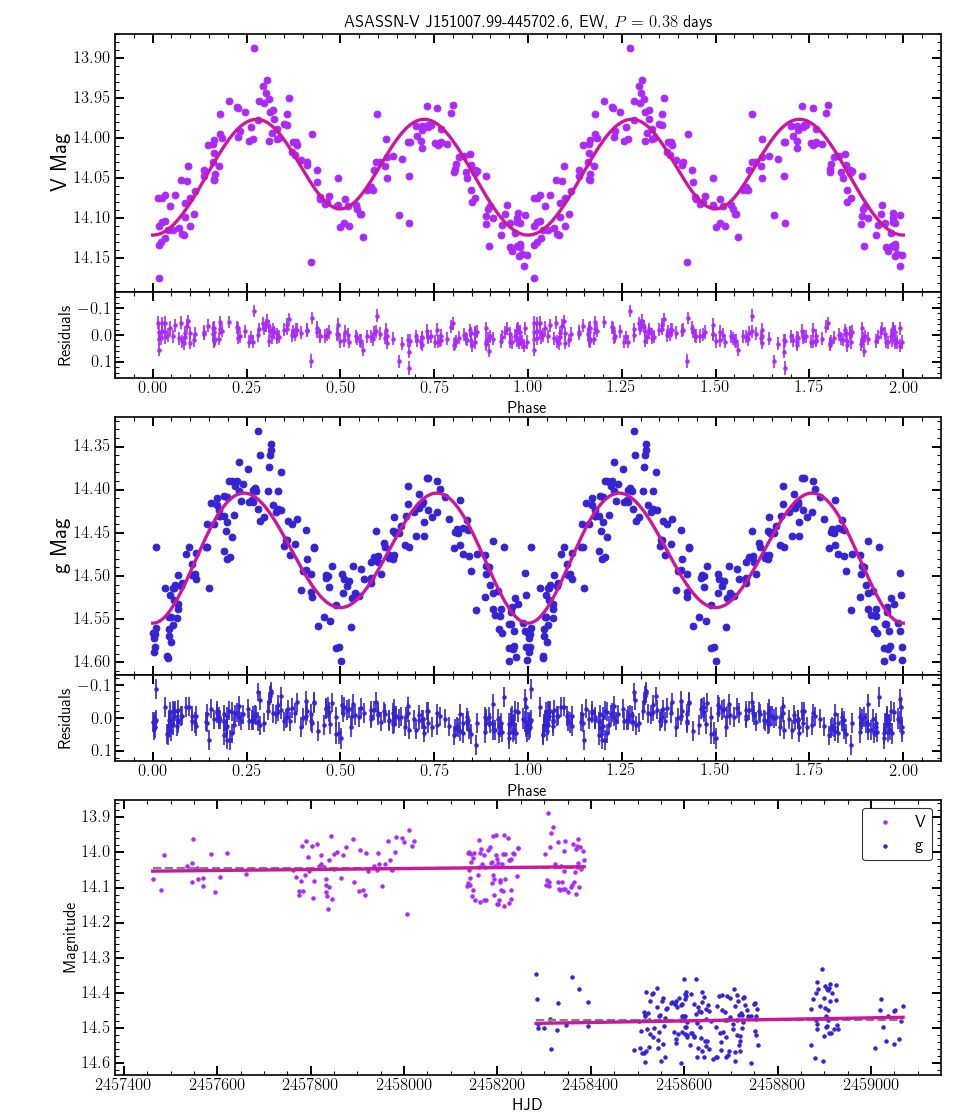 ASASSN-V J151007.99-445702.6, EW, P = 0.38 days
V Mag
13.90
13.95
14.00
14.05
14.10
14.15
Residuals
−0.1
0.0
0.1
0.00 0.25 0.50 0.75 1.00 1.25 1.50 1.75 2.00
Phase
g Mag
14.35
14.40
14.45
14.50
14.55
14.60
Residuals
−0.1
0.0
0.1
0.00 0.25 0.50 0.75 1.00 1.25 1.50 1.75 2.00
Phase
Magnitude
13.9
14.0
14.1
14.2
14.3
14.4
14.5
14.6
V
g
2457400 2457600 2457800 2458000 2458200 2458400 2458600 2458800 2459000
HJD